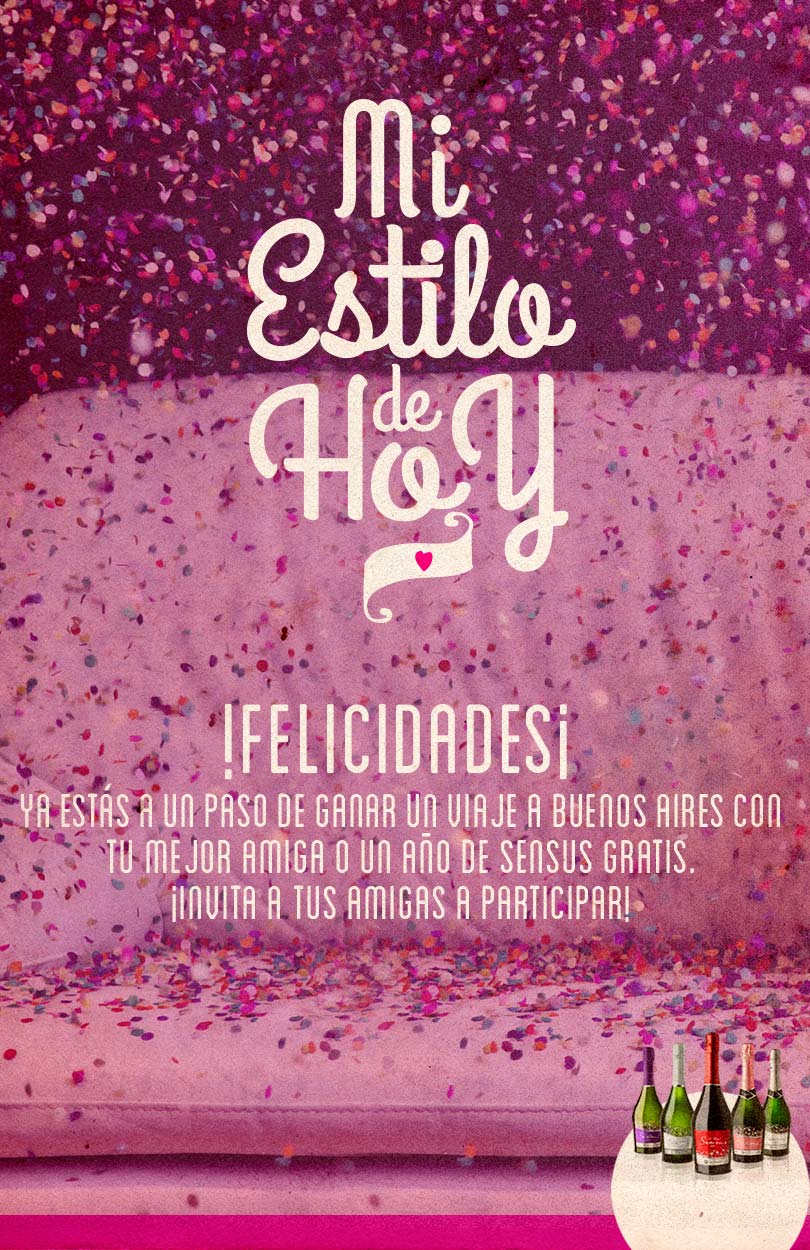 Mi
Estilo
de
Hoy
!FELICIDADES¡
YA ESTÁS A UN PASO DE GANAR UN VIAJE A BUENOS AIRES CON
TU MEJOR AMIGA O UN AÑO DE SENSUS GRATIS.
¡INVITA A TUS AMIGAS A PARTICIPAR!
Sensus